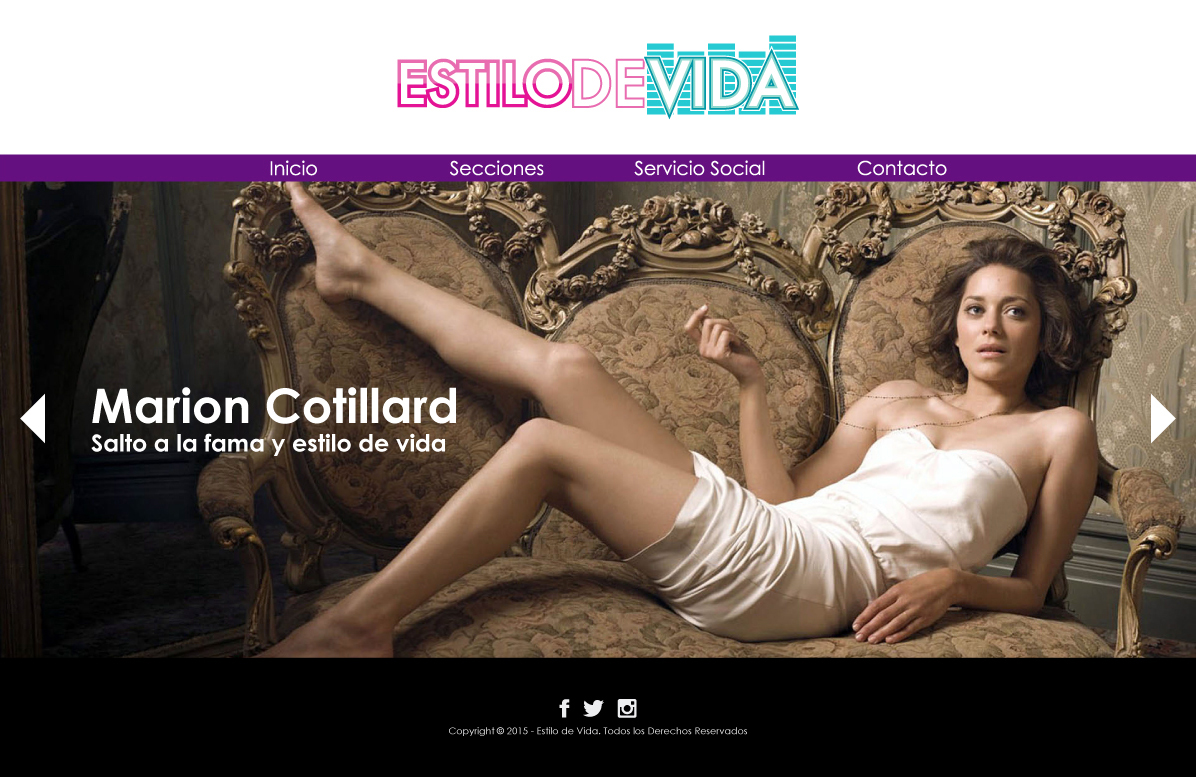 ESTILODEVIDA
Inicio Secciones Servicio Social Contacto
Marion Cotillard
Salto a la fama y estilo de vida
Copyright © 2015 - Estilo de Vida. Todos los Derechos Reservados